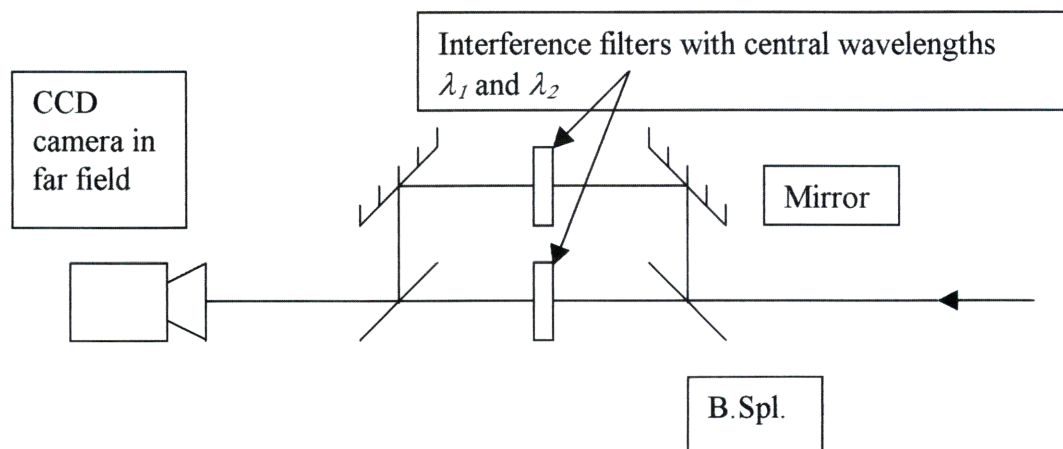 Interference filters with central wavelengths
λ1 and λ2
CCD
camera in
far field
Mirror
B.Spl.